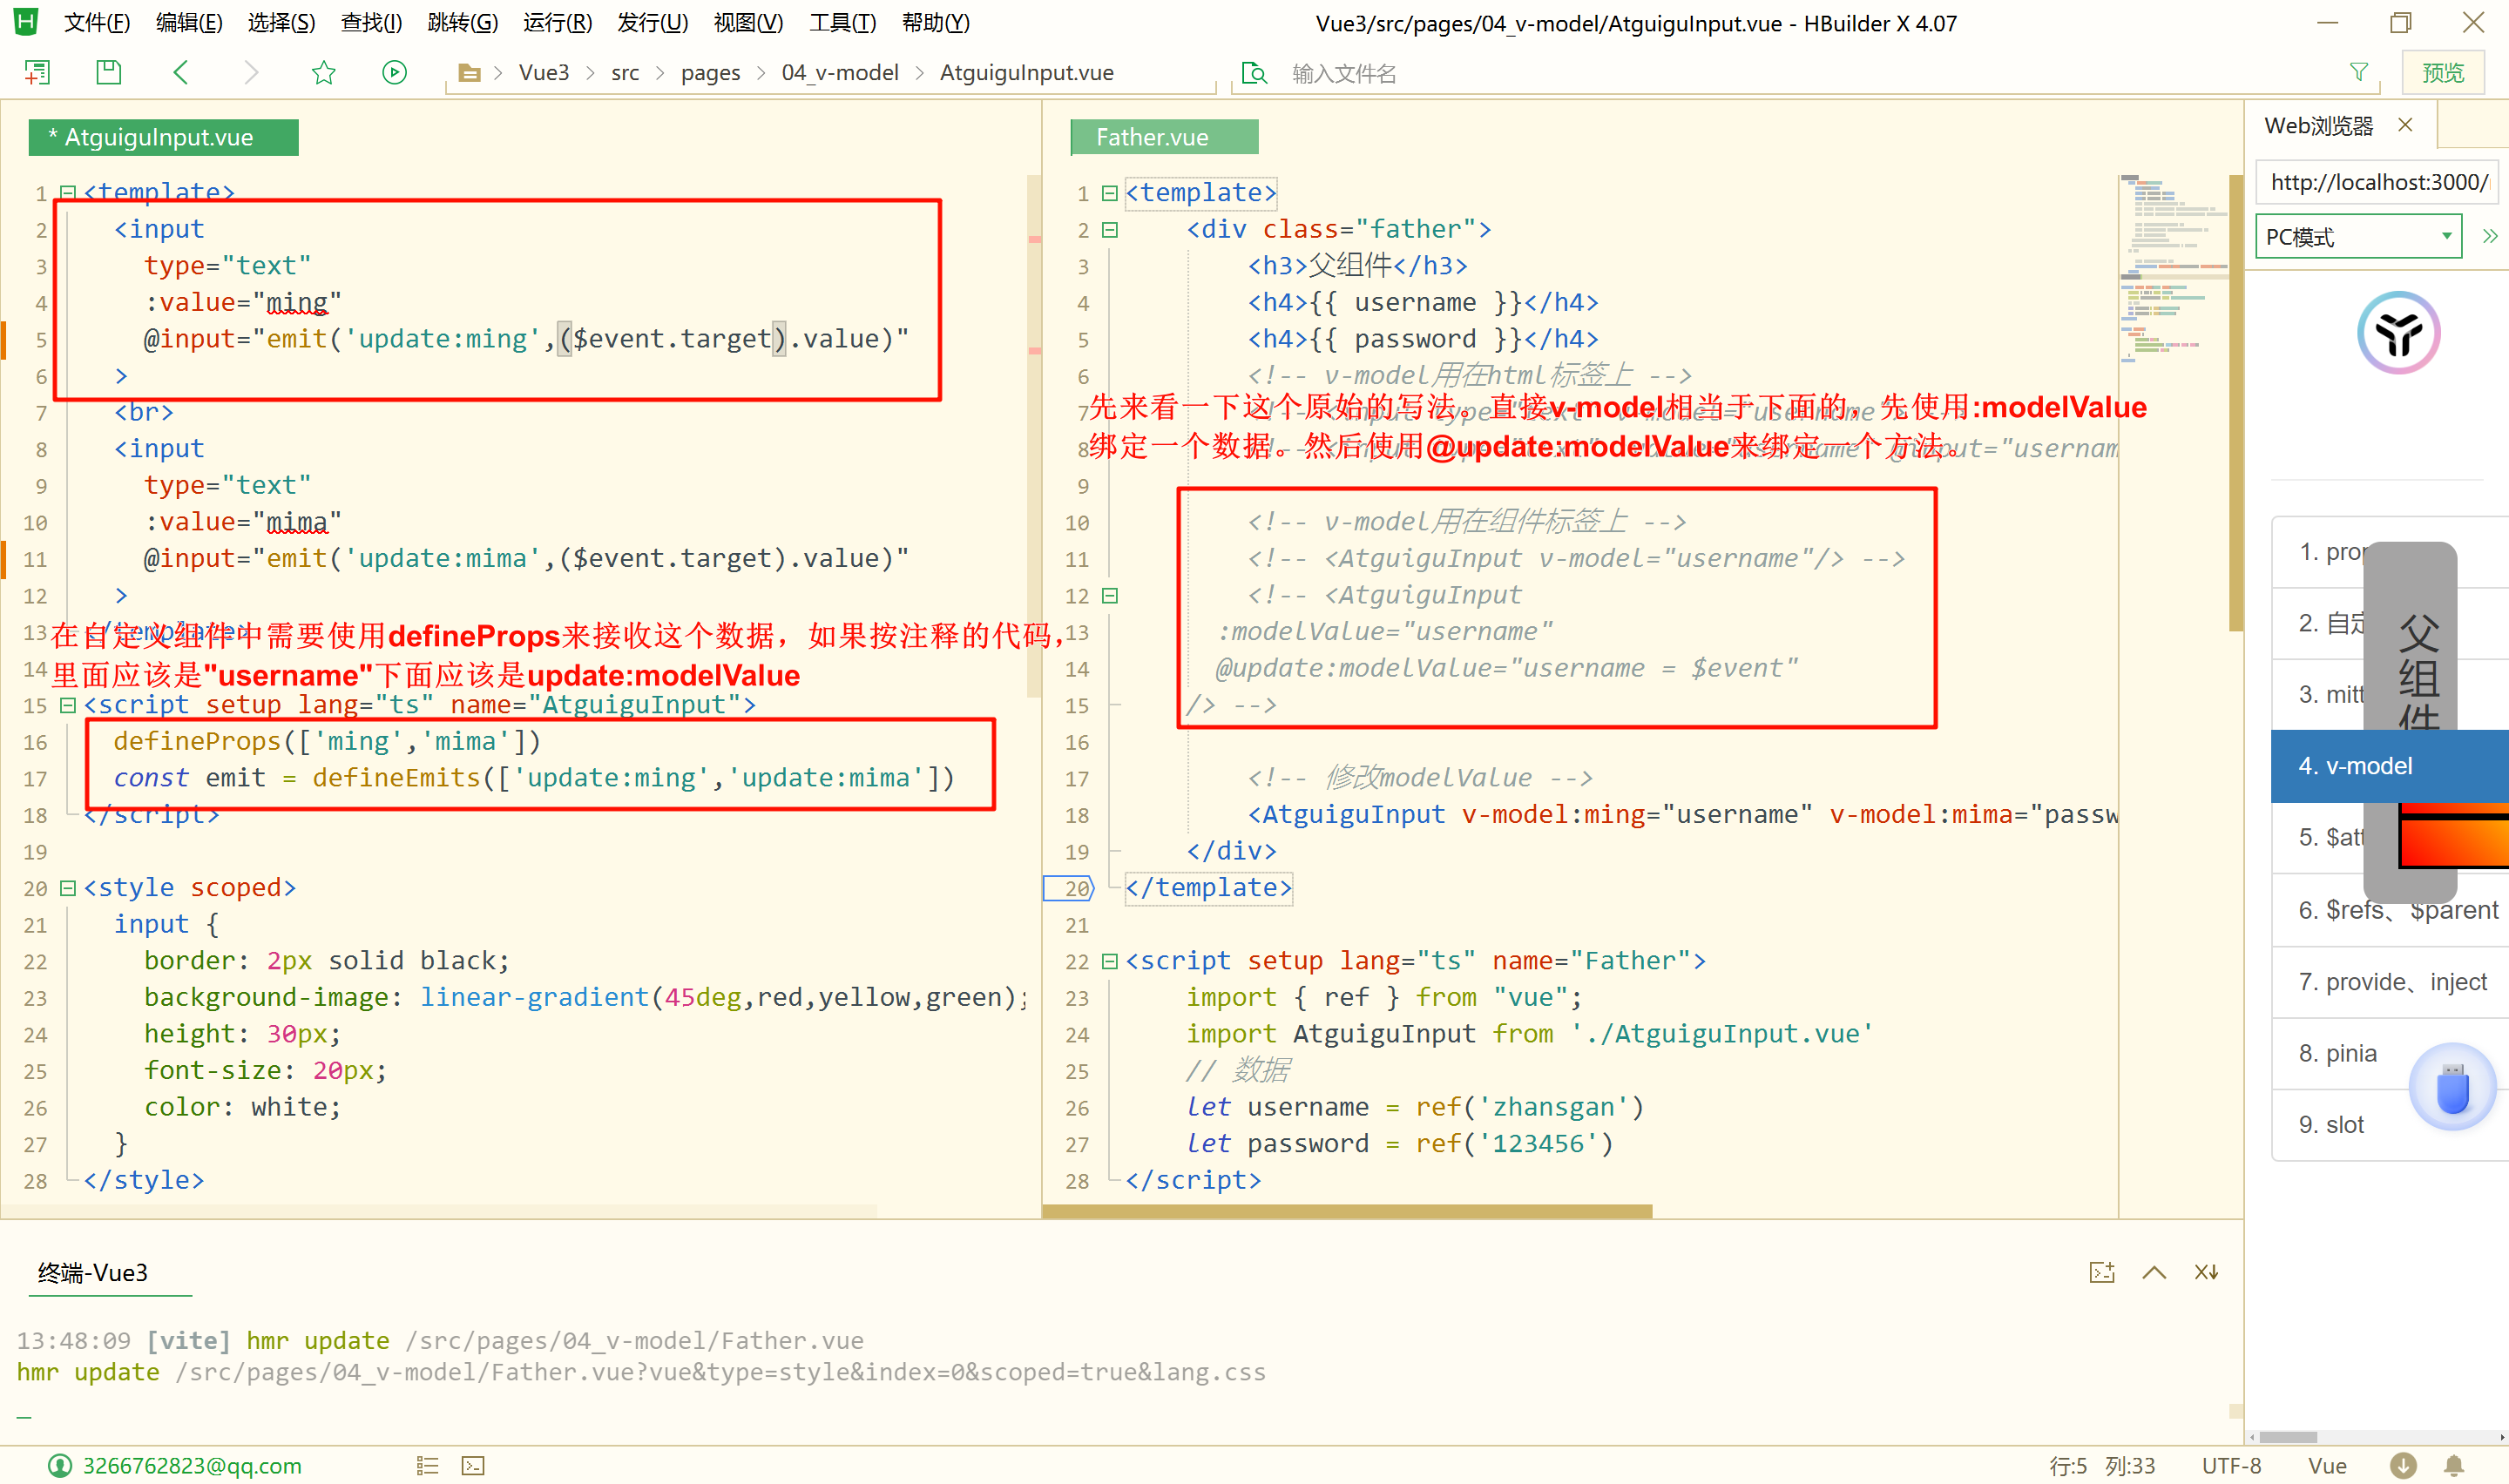 文件(F) 编辑(E) 选择(S) 查找(I) 跳转(G) 运行(R) 发行(U) 视图(V) 工具(T) 帮助(Y)
Vue3/src/pages/04_v-model/AtguiguInput.vue - HBuilder X 4.07
Vue3 > src > pages > 04_v-model > AtguiguInput.vue
输入文件名
预览
* AtguiguInput.vue
1 <template>
2 <input
3 type="text"
4 :value="ming"
5 @input="emit('update:ming',($event.target).value)"
6 >
7 <br>
8 <input
9 type="text"
10 :value="mima"
11 @input="emit('update:mima',($event.target).value)"
12 >
13 </template>
在自定义组件中需要使用defineProps来接收这个数据，如果按注释的代码，
14
里面应该是"username"下面应该是update:modelValue
15 <script setup lang="ts" name="AtguiguInput">
16 defineProps(['ming','mima'])
17 const emit = defineEmits(['update:ming','update:mima'])
18 </script>
19
20 <style scoped>
21 input {
22 border: 2px solid black;
23 background-image: linear-gradient(45deg,red,yellow,green);
24 height: 30px;
25 font-size: 20px;
26 color: white;
27 }
28 </style>
Father.vue
1 <template>
2 <div class="father">
3 <h3>父组件</h3>
4 <h4>{{ username }}</h4>
5 <h4>{{ password }}</h4>
6 <!-- v-model用在html标签上 -->
7 <!-- <input type="text" v-model="username"> -->
先来看一下这个原始的写法。直接v-model相当于下面的，先使用:modelValue
8 <!-- <input type="text" :value="username" @input="usernam
绑定一个数据。然后使用@update:modelValue来绑定一个方法。
9
10 <!-- v-model用在组件标签上 -->
11 <!-- <AtguiguInput v-model="username"/> -->
12 <!-- <AtguiguInput
13 :modelValue="username"
14 @update:modelValue="username = $event"
15 /> -->
16
17 <!-- 修改modelValue -->
18 <AtguiguInput v-model:ming="username" v-model:mima="passw
19 </div>
20 </template>
21
22 <script setup lang="ts" name="Father">
23 import { ref } from "vue";
24 import AtguiguInput from './AtguiguInput.vue'
25 // 数据
26 let username = ref('zhansgan')
27 let password = ref('123456')
28 </script>
Web浏览器
http://localhost:3000/
PC模式
1. prop
2. 自定
3. mitt
4. v-model
5. $att
6. $refs、$parent
7. provide、inject
8. pinia
9. slot
父组件
终端-Vue3
13:48:09 [vite] hmr update /src/pages/04_v-model/Father.vue
hmr update /src/pages/04_v-model/Father.vue?vue&type=style&index=0&scoped=true&lang.css
3266762823@qq.com
行:5 列:33 UTF-8 Vue